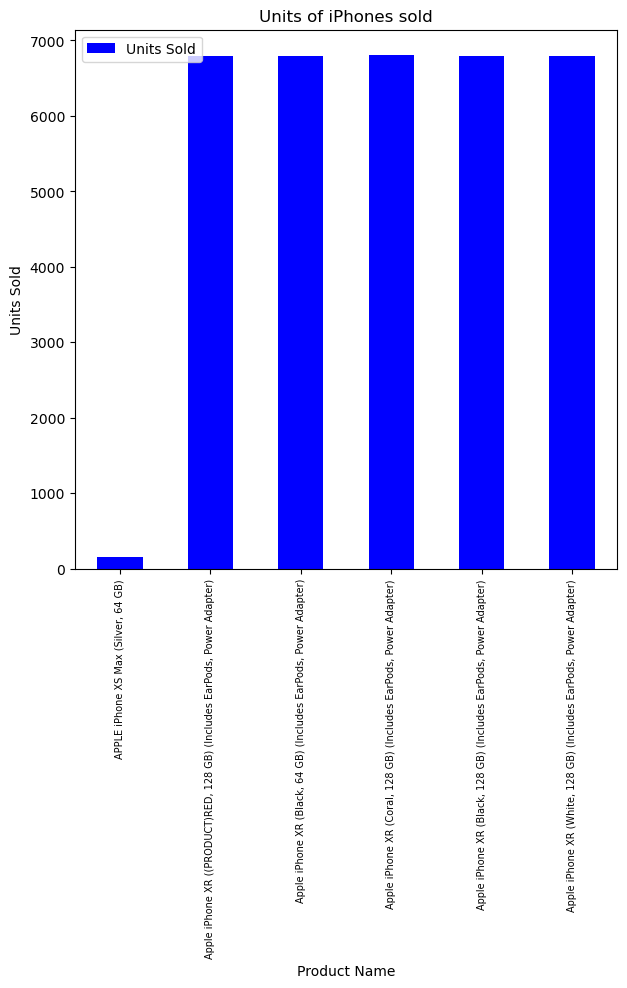 Units of iPhones sold
Units Sold
7000
6000
5000
4000
3000
2000
1000
0
Units Sold
APPLE iPhone XS Max (Silver, 64 GB)
Apple iPhone XR ((PRODUCT)RED, 128 GB) (Includes EarPods, Power Adapter)
Apple iPhone XR (Black, 64 GB) (Includes EarPods, Power Adapter)
Apple iPhone XR (Coral, 128 GB) (Includes EarPods, Power Adapter)
Apple iPhone XR (Black, 128 GB) (Includes EarPods, Power Adapter)
Apple iPhone XR (White, 128 GB) (Includes EarPods, Power Adapter)
Product Name